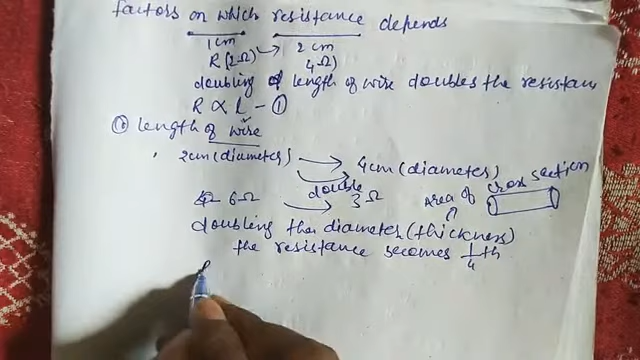 factors on which resistance depends
1cm 2 cm
R (2Ω) 4Ω)
doubling of length of wire doubles the resistan
R ∝ L - ①
length of wire
2cm (diameter) → 4cm (diameter)
double Area of cross section
6Ω → 3Ω
doubling the diameter (thickness)
the resistance becomes 1/4 th